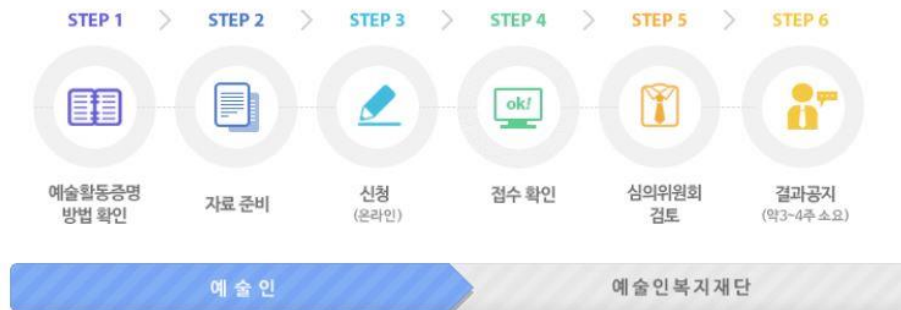 STEP 1 > STEP 2 > STEP 3 > STEP 4 > STEP 5 > STEP 6
ok!
예술활동증명
방법 확인
자료 준비
신청
(온라인)
접수 확인
심의위원회
검토
결과공지
(약3~4주 소요)
예술인
예술인복지재단